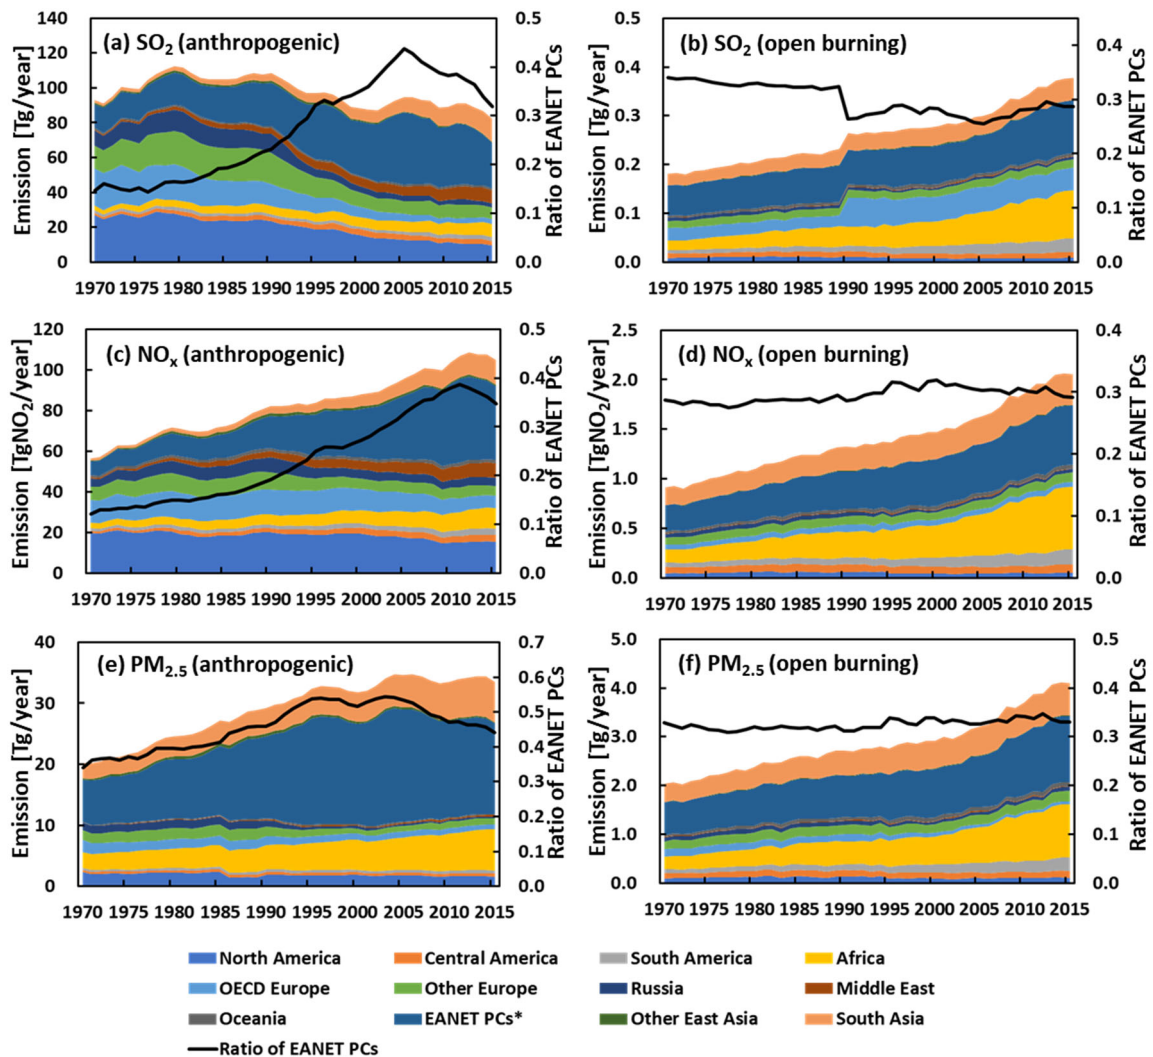 (a) SO2 (anthropogenic)
Emission [Tg/year]
140
120
100
80
60
40
20
0
0.5
0.4
0.3
0.2
0.1
0.0
Ratio of EANET PCs
1970 1975 1980 1985 1990 1995 2000 2005 2010 2015
(b) SO2 (open burning)
Emission [Tg/year]
0.5
0.4
0.3
0.2
0.1
0.0
0.4
0.3
0.2
0.1
0.0
Ratio of EANET PCs
1970 1975 1980 1985 1990 1995 2000 2005 2010 2015
(c) NOx (anthropogenic)
Emission [TgNO2/year]
120
100
80
60
40
20
0
0.5
0.4
0.3
0.2
0.1
0.0
Ratio of EANET PCs
1970 1975 1980 1985 1990 1995 2000 2005 2010 2015
(d) NOx (open burning)
Emission [TgNO2/year]
2.5
2.0
1.5
1.0
0.5
0.0
0.4
0.3
0.2
0.1
0.0
Ratio of EANET PCs
1970 1975 1980 1985 1990 1995 2000 2005 2010 2015
(e) PM2.5 (anthropogenic)
Emission [Tg/year]
40
30
20
10
0
0.7
0.6
0.5
0.4
0.3
0.2
0.1
0.0
Ratio of EANET PCs
1970 1975 1980 1985 1990 1995 2000 2005 2010 2015
(f) PM2.5 (open burning)
Emission [Tg/year]
5.0
4.0
3.0
2.0
1.0
0.0
0.5
0.4
0.3
0.2
0.1
0.0
Ratio of EANET PCs
1970 1975 1980 1985 1990 1995 2000 2005 2010 2015
North America Central America South America Africa
OECD Europe Other Europe Russia Middle East
Oceania EANET PCs* Other East Asia South Asia
Ratio of EANET PCs